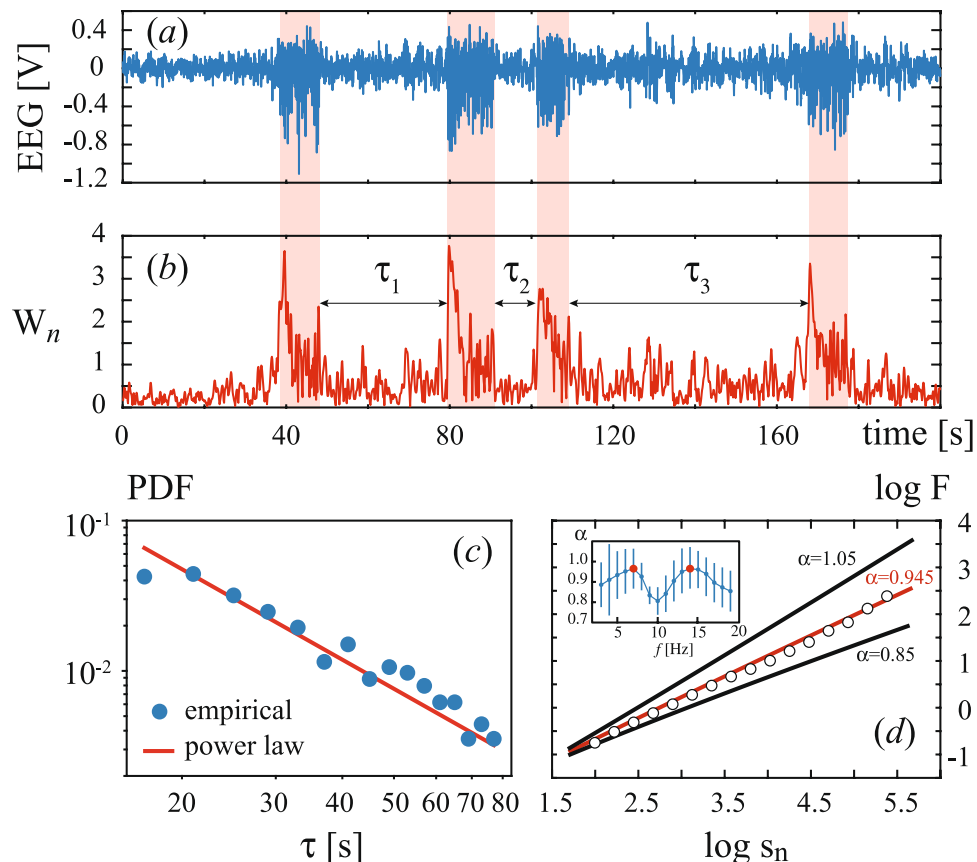 (a)
EEG [V]
0.4
0
-0.4
-0.8
-1.2
(b)
Wn
4
3
2
1
0
τ1
τ2
τ3
0
40
80
120
160
time [s]
PDF
10-1
10-2
(c)
empirical
power law
20
30
40
50
60
70
80
τ [s]
log F
4
3
2
1
0
-1
α
1.0
0.9
0.8
0.7
5
10
15
20
f [Hz]
α=1.05
α=0.945
α=0.85
(d)
1.5
2.5
3.5
4.5
5.5
log sn